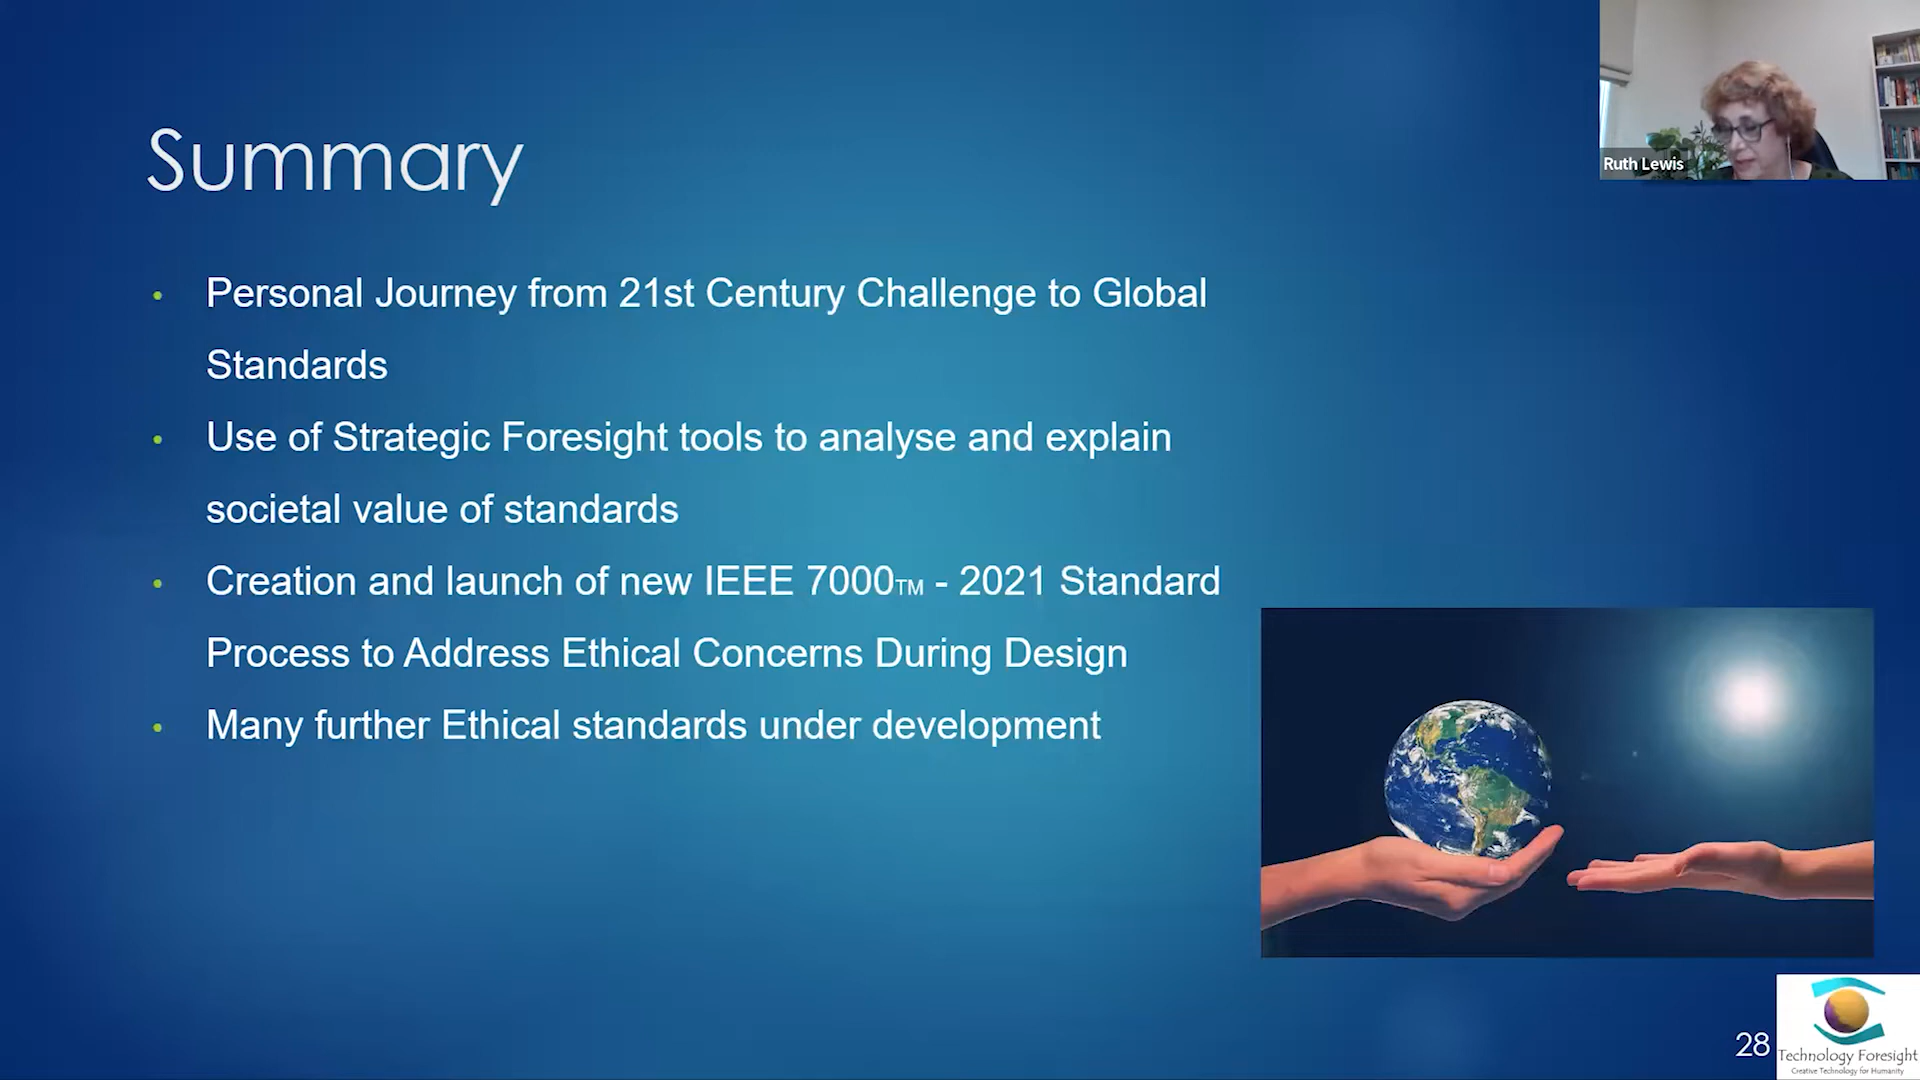 Summary
• Personal Journey from 21st Century Challenge to Global
Standards
• Use of Strategic Foresight tools to analyse and explain
societal value of standards
• Creation and launch of new IEEE 7000TM - 2021 Standard
Process to Address Ethical Concerns During Design
• Many further Ethical standards under development
Ruth Lewis
28
Technology Foresight
Creative Technology for Humanity